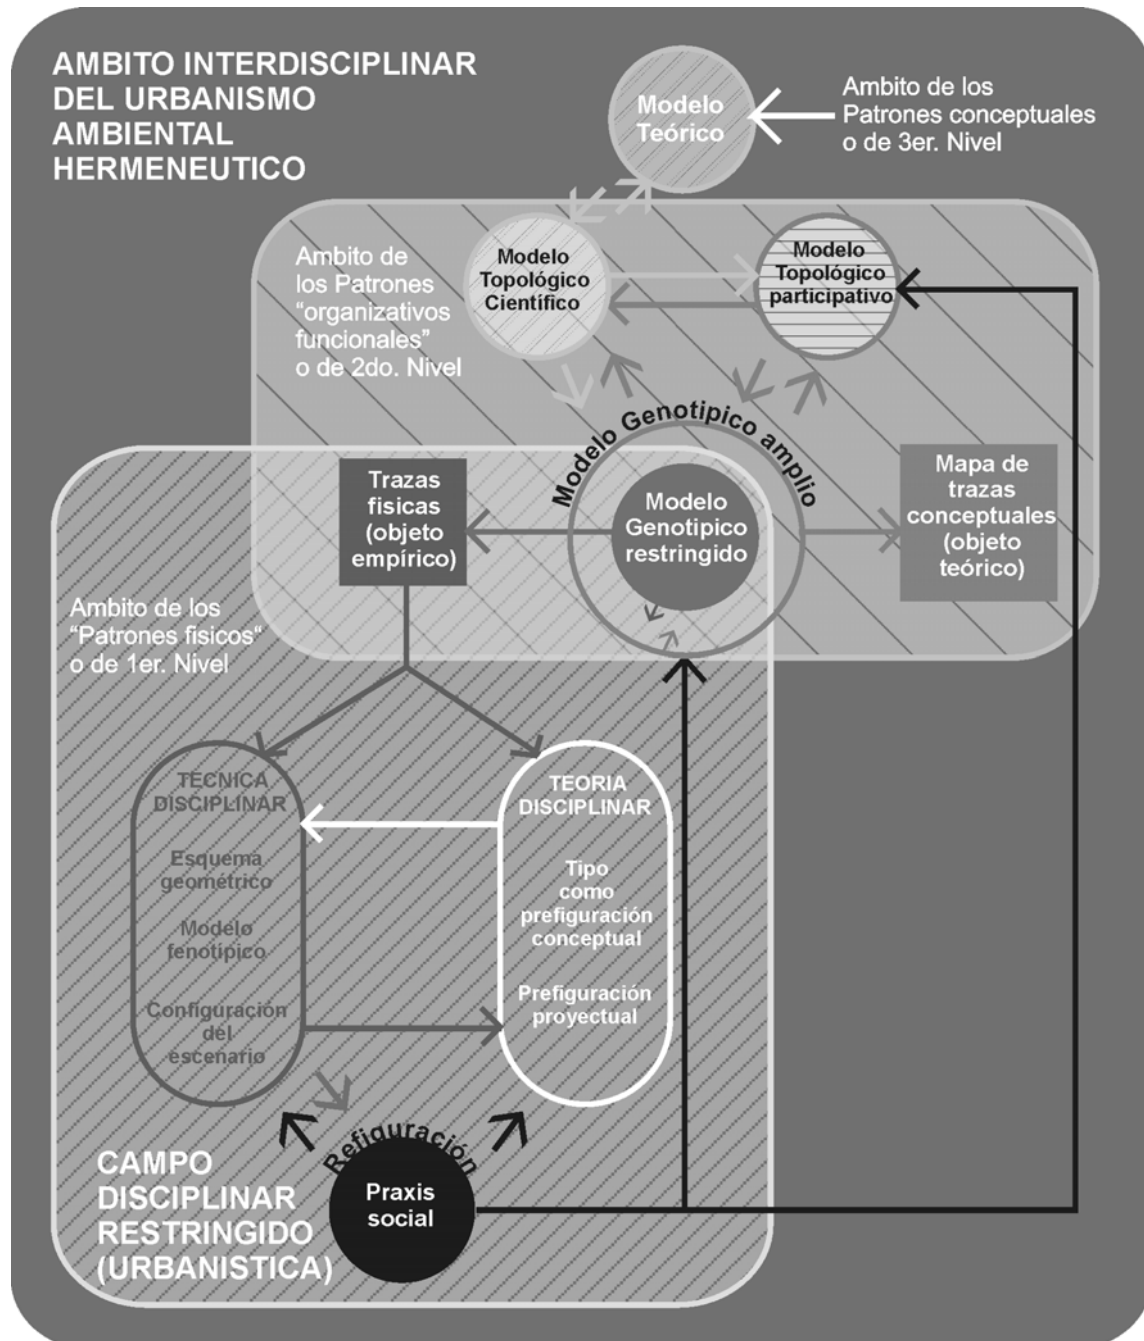 AMBITO INTERDISCIPLINAR
DEL URBANISMO
AMBIENTAL
HERMENEUTICO
Modelo
Teórico
Ambito de los
Patrones conceptuales
o de 3er. Nivel
Ambito de
los Patrones
“organizativos
funcionales”
o de 2do. Nivel
Modelo
Topológico
Científico
Modelo
Topológico
participativo
Modelo Genotipico amplio
Modelo
Genotipico
restringido
Trazas
fisicas
(objeto
empírico)
Mapa de
trazas
conceptuales
(objeto
teórico)
Ambito de los
“Patrones fisicos“
o de 1er. Nivel
TECNICA
DISCIPLINAR
Esquema
geométrico
Modelo
fenotípico
Configuración
del
escenario
TEORIA
DISCIPLINAR
Tipo
como
prefiguración
conceptual
Prefiguración
proyectual
Refiguración
Praxis
social
CAMPO
DISCIPLINAR
RESTRINGIDO
(URBANISTICA)